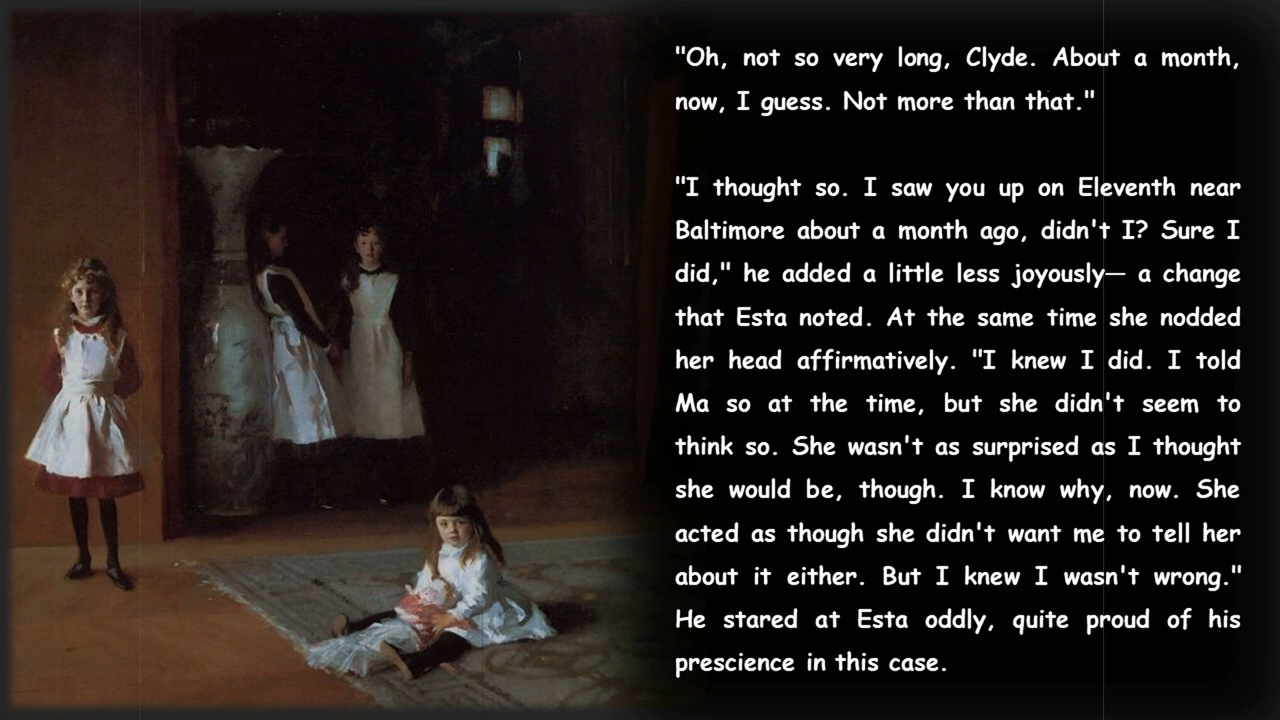 "Oh, not so very long, Clyde. About a month,
now, I guess. Not more than that."
"I thought so. I saw you up on Eleventh near
Baltimore about a month ago, didn't I? Sure I
did," he added a little less joyously— a change
that Esta noted. At the same time she nodded
her head affirmatively. "I knew I did. I told
Ma so at the time, but she didn't seem to
think so. She wasn't as surprised as I thought
she would be, though. I know why, now. She
acted as though she didn't want me to tell her
about it either. But I knew I wasn't wrong."
He stared at Esta oddly, quite proud of his
prescience in this case.